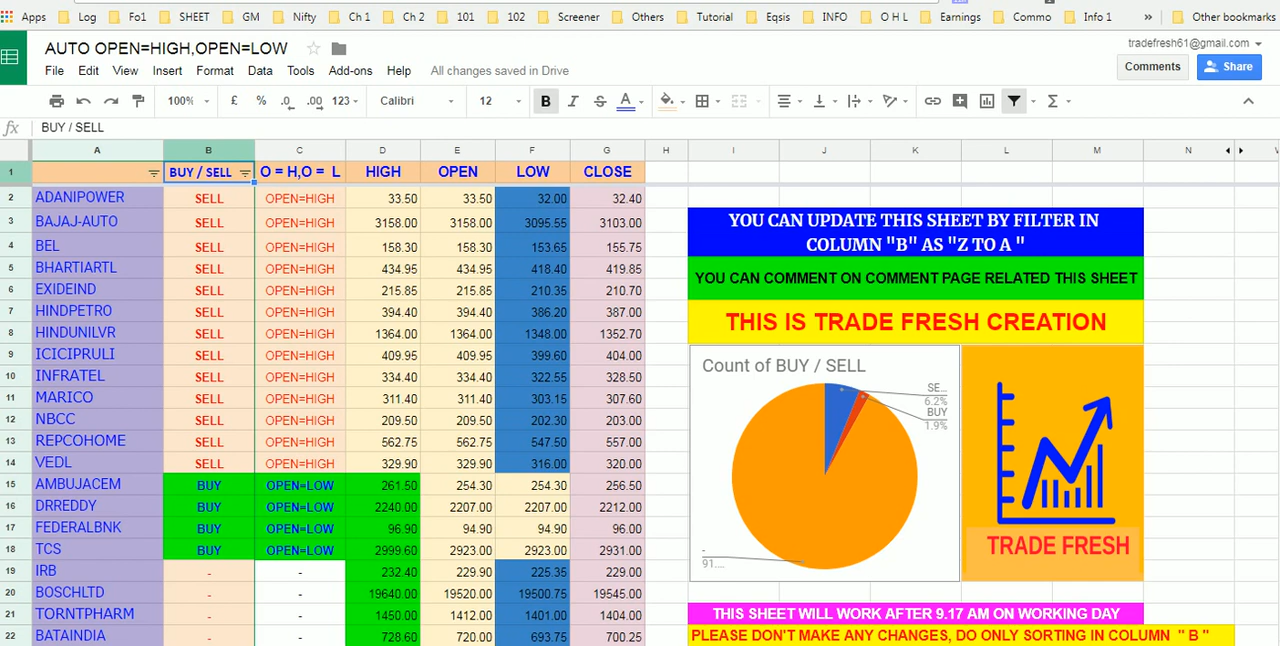 Apps Log Fo1 SHEET GM Nifty Ch 1 Ch 2 101 102 Screener Others Tutorial Eqsis INFO O H L Earnings Commo Info 1 » Other bookmarks
AUTO OPEN=HIGH,OPEN=LOW
tradefresh61@gmail.com
File Edit View Insert Format Data Tools Add-ons Help All changes saved in Drive
Comments Share
100% £ % .0 .00 123 Calibri 12 B I S A Σ
fx BUY / SELL
A B C D E F G H I J K L M N
1 BUY / SELL O = H,O = L HIGH OPEN LOW CLOSE
2 ADANIPOWER SELL OPEN=HIGH 33.50 33.50 32.00 32.40
3 BAJAJ-AUTO SELL OPEN=HIGH 3158.00 3158.00 3095.55 3103.00
4 BEL SELL OPEN=HIGH 158.30 158.30 153.65 155.75
5 BHARTIARTL SELL OPEN=HIGH 434.95 434.95 418.40 419.85
6 EXIDEIND SELL OPEN=HIGH 215.85 215.85 210.35 210.70
7 HINDPETRO SELL OPEN=HIGH 394.40 394.40 386.20 387.00
8 HINDUNILVR SELL OPEN=HIGH 1364.00 1364.00 1348.00 1352.70
9 ICICIPRULI SELL OPEN=HIGH 409.95 409.95 399.60 404.00
10 INFRATEL SELL OPEN=HIGH 334.40 334.40 322.55 328.50
11 MARICO SELL OPEN=HIGH 311.40 311.40 303.15 307.60
12 NBCC SELL OPEN=HIGH 209.50 209.50 202.30 203.00
13 REPCOHOME SELL OPEN=HIGH 562.75 562.75 547.50 557.00
14 VEDL SELL OPEN=HIGH 329.90 329.90 316.00 320.00
15 AMBUJACEM BUY OPEN=LOW 261.50 254.30 254.30 256.50
16 DRREDDY BUY OPEN=LOW 2240.00 2207.00 2207.00 2212.00
17 FEDERALBNK BUY OPEN=LOW 96.90 94.90 94.90 96.00
18 TCS BUY OPEN=LOW 2999.60 2923.00 2923.00 2931.00
19 IRB - - 232.40 229.90 225.35 229.00
20 BOSCHLTD - - 19640.00 19520.00 19500.75 19545.00
21 TORNTPHARM - - 1450.00 1412.00 1401.00 1404.00
22 BATAINDIA - - 728.60 720.00 693.75 700.25
YOU CAN UPDATE THIS SHEET BY FILTER IN
COLUMN "B" AS "Z TO A "
YOU CAN COMMENT ON COMMENT PAGE RELATED THIS SHEET
THIS IS TRADE FRESH CREATION
Count of BUY / SELL
SE...
6.2%
BUY
1.9%
-
91....
TRADE FRESH
THIS SHEET WILL WORK AFTER 9.17 AM ON WORKING DAY
PLEASE DON'T MAKE ANY CHANGES, DO ONLY SORTING IN COLUMN " B "